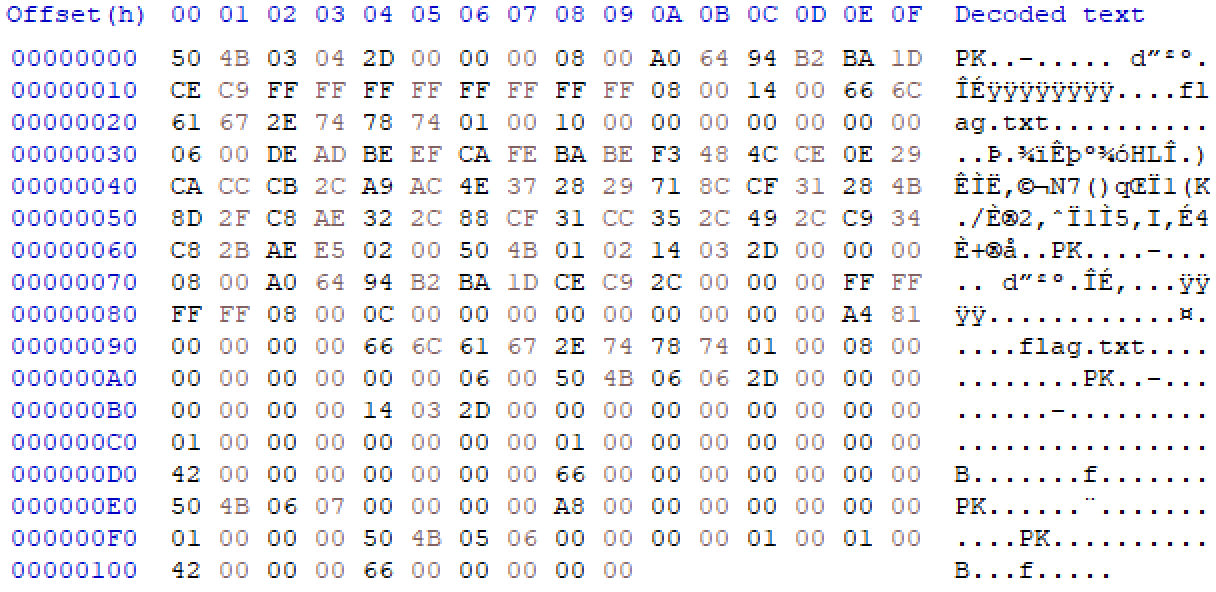 Offset(h) 00 01 02 03 04 05 06 07 08 09 0A 0B 0C 0D 0E 0F Decoded text
00000000 50 4B 03 04 2D 00 00 00 08 00 A0 64 94 B2 BA 1D PK..-..... d”²º.
00000010 CE C9 FF FF FF FF FF FF FF FF 08 00 14 00 66 6C ÎÉÿÿÿÿÿÿÿÿ....fl
00000020 61 67 2E 74 78 74 01 00 10 00 00 00 00 00 00 00 ag.txt..........
00000030 06 00 DE AD BE EF CA FE BA BE F3 48 4C CE 0E 29 ..Þ.¾ïÊþº¾óHLÎ.)
00000040 CA CC CB 2C A9 AC 4E 37 28 29 71 8C CF 31 28 4B ÊÌË,©¬N7()qŒÏ1(K
00000050 8D 2F C8 AE 32 2C 88 CF 31 CC 35 2C 49 2C C9 34 ./È®2,ˆÏ1Ì5,I,É4
00000060 C8 2B AE E5 02 00 50 4B 01 02 14 03 2D 00 00 00 È+®å..PK....-...
00000070 08 00 A0 64 94 B2 BA 1D CE C9 2C 00 00 00 FF FF .. d”²º.ÎÉ,...ÿÿ
00000080 FF FF 08 00 0C 00 00 00 00 00 00 00 00 00 A4 81 ÿÿ............¤.
00000090 00 00 00 00 66 6C 61 67 2E 74 78 74 01 00 08 00 ....flag.txt....
000000A0 00 00 00 00 00 00 06 00 50 4B 06 06 2D 00 00 00 ........PK..-...
000000B0 00 00 00 00 14 03 2D 00 00 00 00 00 00 00 00 00 ......-.........
000000C0 01 00 00 00 00 00 00 00 01 00 00 00 00 00 00 00 ................
000000D0 42 00 00 00 00 00 00 00 66 00 00 00 00 00 00 00 B.......f.......
000000E0 50 4B 06 07 00 00 00 00 A8 00 00 00 00 00 00 00 PK......¨.......
000000F0 01 00 00 00 50 4B 05 06 00 00 00 00 01 00 01 00 ....PK..........
00000100 42 00 00 00 66 00 00 00 00 00 B...f.....